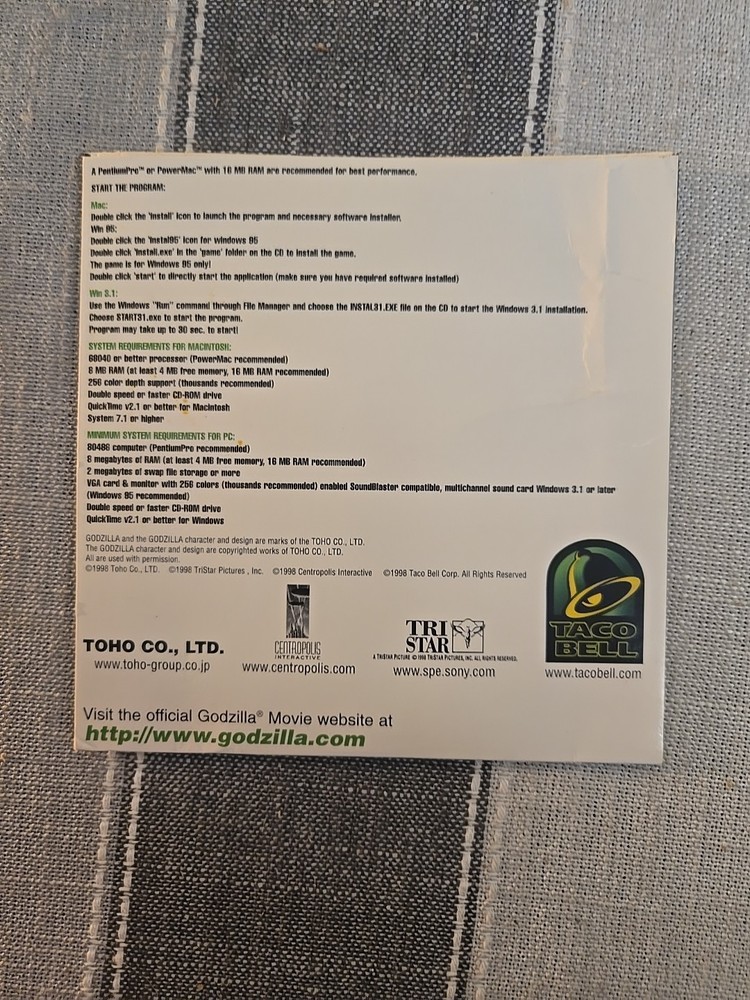 A PentiumPro™ or PowerMac™ with 16 MB RAM are recommended for best performance.
START THE PROGRAM:
Mac:
Double click the 'Install' icon to launch the program and necessary software installer.
Win 95:
Double click the 'Instal95' icon for windows 95
Double click 'Install.exe' in the 'game' folder on the CD to install the game.
The game is for Windows 95 only!
Double click 'start' to directly start the application (make sure you have required software installed)
Win 3.1:
Use the Windows "Run" command through File Manager and choose the INSTAL31.EXE file on the CD to start the Windows 3.1 installation.
Choose START31.exe to start the program.
Program may take up to 30 sec. to start!
SYSTEM REQUIREMENTS FOR MACINTOSH:
68040 or better processor (PowerMac recommended)
8 MB RAM (at least 4 MB free memory, 16 MB RAM recommended)
256 color depth support (thousands recommended)
Double speed or faster CD-ROM drive
QuickTime v2.1 or better for Macintosh
System 7.1 or higher
MINIMUM SYSTEM REQUIREMENTS FOR PC:
80486 computer (PentiumPro recommended)
8 megabytes of RAM (at least 4 MB free memory, 16 MB RAM recommended)
2 megabytes of swap file storage or more
VGA card & monitor with 256 colors (thousands recommended) enabled SoundBlaster compatible, multichannel sound card Windows 3.1 or later
(Windows 95 recommended)
Double speed or faster CD-ROM drive
QuickTime v2.1 or better for Windows
GODZILLA and the GODZILLA character and design are marks of the TOHO CO., LTD.
The GODZILLA character and design are copyrighted works of TOHO CO., LTD.
All are used with permission.
©1998 Toho Co., LTD. ©1998 TriStar Pictures , Inc. ©1998 Centropolis Interactive ©1998 Taco Bell Corp. All Rights Reserved
TOHO CO., LTD.
www.toho-group.co.jp
CENTROPOLIS
INTERACTIVE
www.centropolis.com
TRI
STAR
A TRISTAR PICTURE © 1998 TRISTAR PICTURES, INC. ALL RIGHTS RESERVED.
www.spe.sony.com
TACO
BELL
www.tacobell.com
Visit the official Godzilla® Movie website at
http://www.godzilla.com